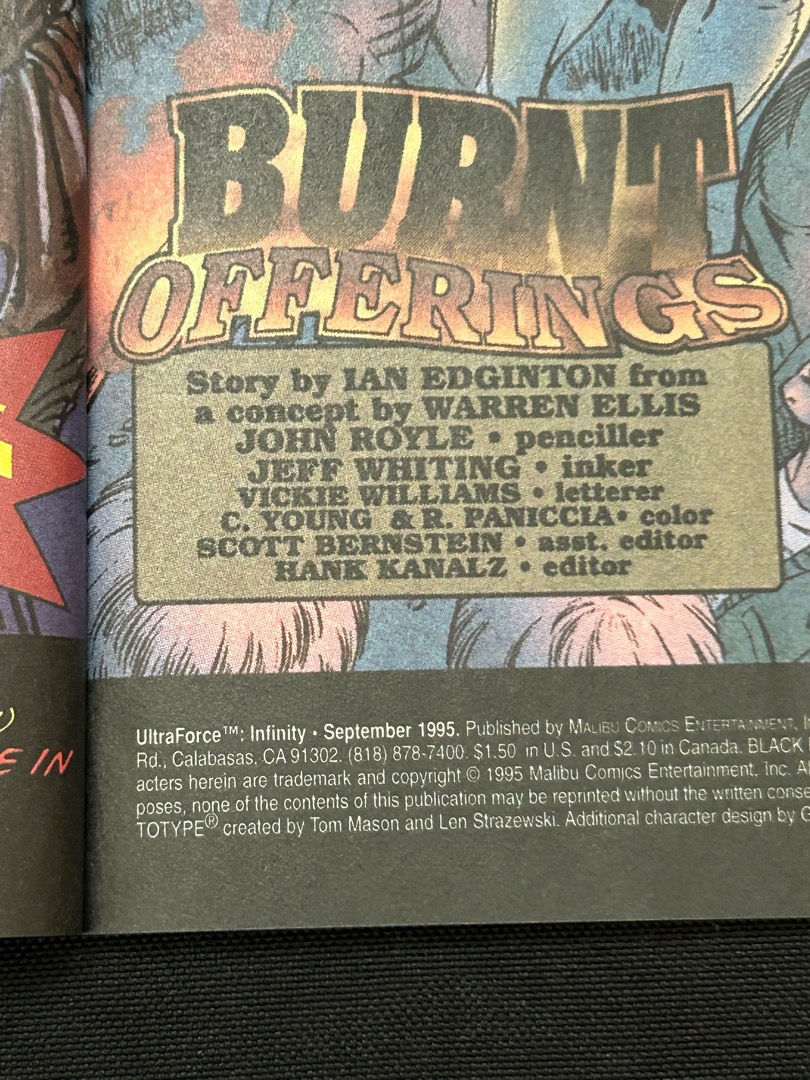 BURNT
OFFERINGS
Story by IAN EDGINTON from
a concept by WARREN ELLIS
JOHN ROYLE • penciller
JEFF WHITING • inker
VICKIE WILLIAMS • letterer
C. YOUNG & R. PANICCIA • color
SCOTT BERNSTEIN • asst. editor
HANK KANALZ • editor
E IN
UltraForce™: Infinity • September 1995. Published by MALIBU COMICS ENTERTAINMENT,
Rd., Calabasas, CA 91302. (818) 878-7400. $1.50 in U.S. and $2.10 in Canada. BLACK
acters herein are trademark and copyright © 1995 Malibu Comics Entertainment, Inc.
poses, none of the contents of this publication may be reprinted without the written
TOTYPE® created by Tom Mason and Len Strazewski. Additional character design by